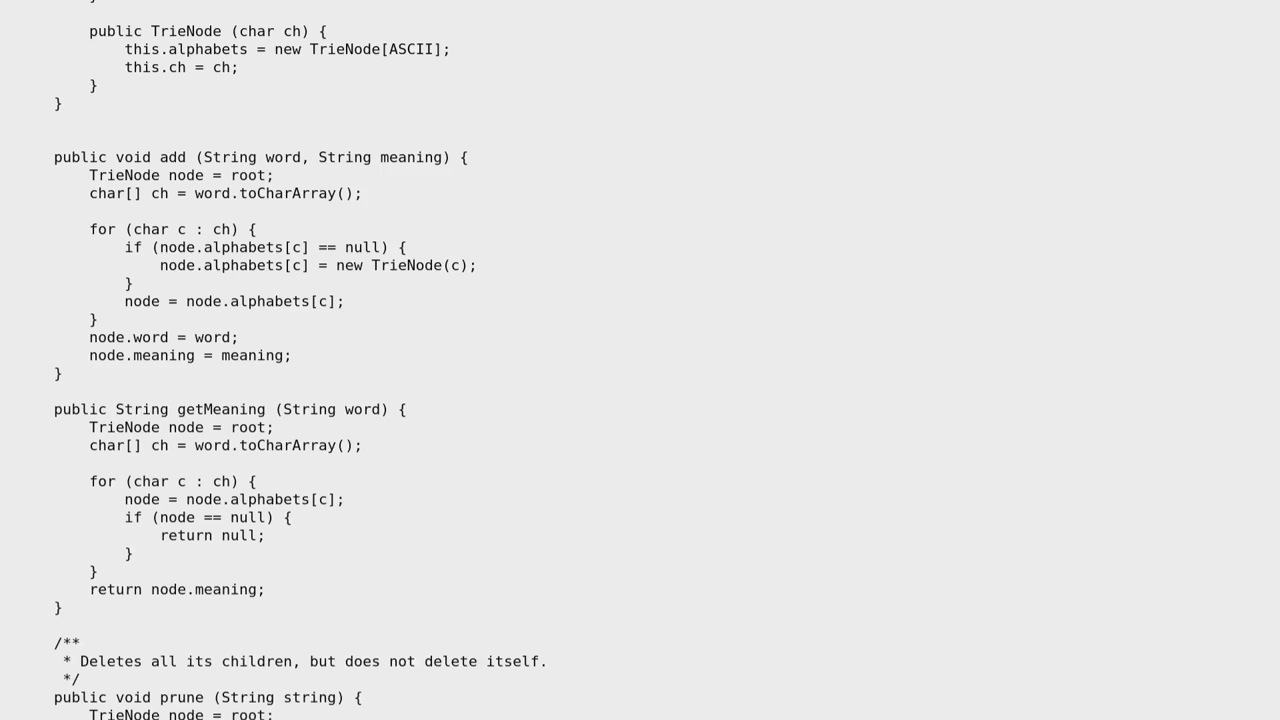 }
public TrieNode (char ch) {
this.alphabets = new TrieNode[ASCII];
this.ch = ch;
}
}
public void add (String word, String meaning) {
TrieNode node = root;
char[] ch = word.toCharArray();
for (char c : ch) {
if (node.alphabets[c] == null) {
node.alphabets[c] = new TrieNode(c);
}
node = node.alphabets[c];
}
node.word = word;
node.meaning = meaning;
}
public String getMeaning (String word) {
TrieNode node = root;
char[] ch = word.toCharArray();
for (char c : ch) {
node = node.alphabets[c];
if (node == null) {
return null;
}
}
return node.meaning;
}
/**
* Deletes all its children, but does not delete itself.
*/
public void prune (String string) {
TrieNode node = root;